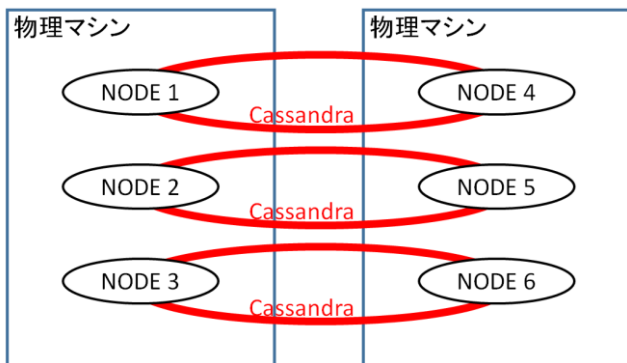 物理マシン
物理マシン
NODE 1
NODE 4
Cassandra
NODE 2
NODE 5
Cassandra
NODE 3
NODE 6
Cassandra